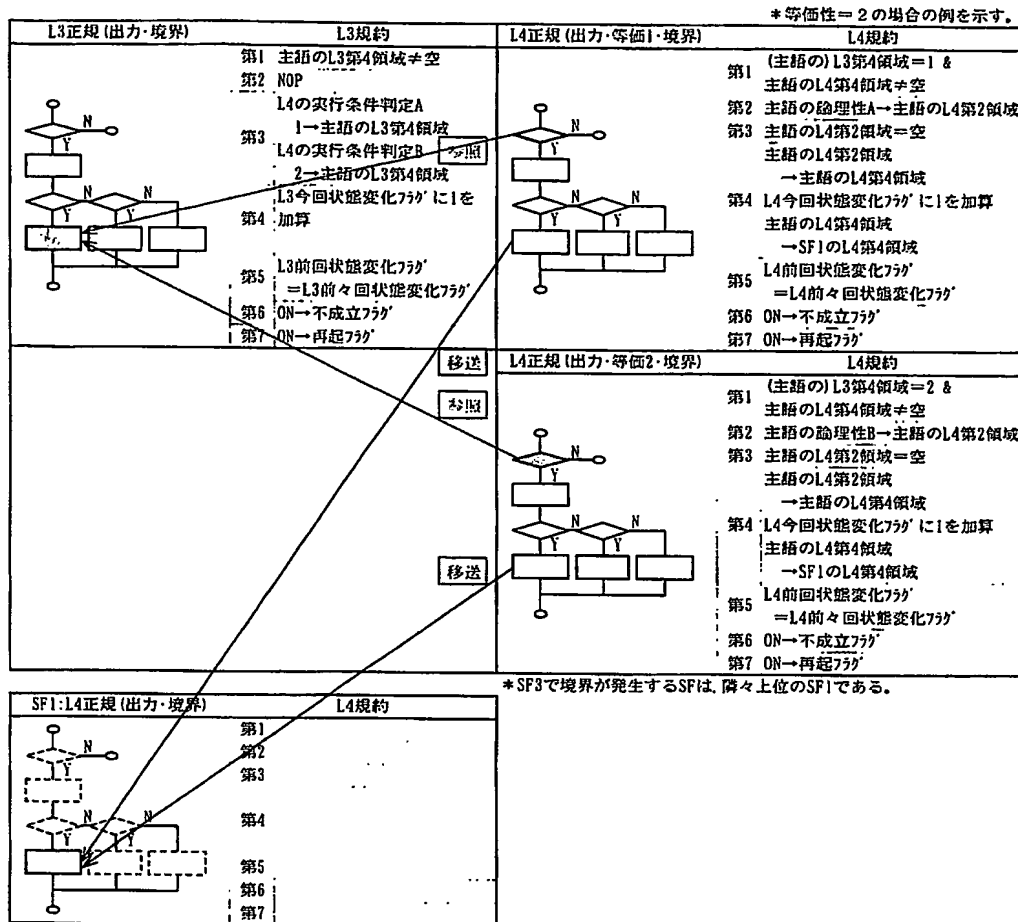 *等価性=2の場合の例を示す。
L3正規(出力・境界) L3規約
第1 主語のL3第4領域≠空
第2 NOP
L4の実行条件判定A
第3 1→主語のL3第4領域
L4の実行条件判定B
2→主語のL3第4領域
L3今回状態変化フラグに1を
第4 加算
第5 L3前回状態変化フラグ
=L3前々回状態変化フラグ
第6 ON→不成立フラグ
第7 ON→再起フラグ
N
Y
N
N
Y
Y
参照
L4正規(出力・等価1・境界) L4規約
第1 (主語の)L3第4領域=1 &
主語のL4第4領域≠空
第2 主語の論理性A→主語のL4第2領域
第3 主語のL4第2領域=空
主語のL4第2領域
→主語のL4第4領域
第4 L4今回状態変化フラグに1を加算
主語のL4第4領域
→SF1のL4第4領域
第5 L4前回状態変化フラグ
=L4前々回状態変化フラグ
第6 ON→不成立フラグ
第7 ON→再起フラグ
N
Y
N
N
Y
Y
移送
参照
移送
L4正規(出力・等価2・境界) L4規約
第1 (主語の)L3第4領域=2 &
主語のL4第4領域≠空
第2 主語の論理性B→主語のL4第2領域
第3 主語のL4第2領域=空
主語のL4第2領域
→主語のL4第4領域
第4 L4今回状態変化フラグに1を加算
主語のL4第4領域
→SF1のL4第4領域
第5 L4前回状態変化フラグ
=L4前々回状態変化フラグ
第6 ON→不成立フラグ
第7 ON→再起フラグ
N
Y
N
N
Y
Y
*SF3で境界が発生するSFは、隣々上位のSF1である。
SF1:L4正規(出力・境界) L4規約
第1
第2
第3
第4
第5
第6
第7
N
Y
N
N
Y
Y